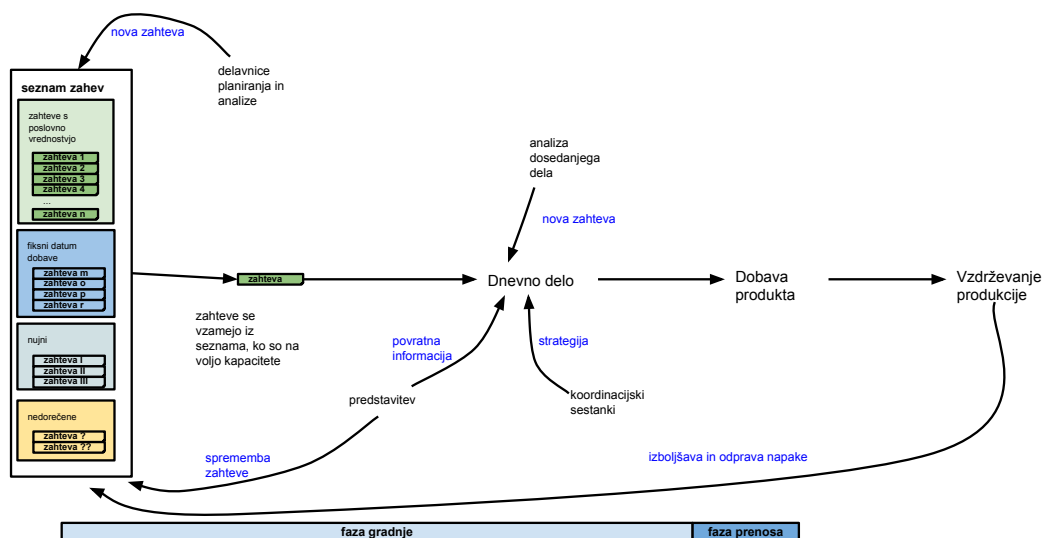 nova zahteva
delavnice
planiranja in
analize
seznam zahev
zahteve s
poslovno
vrednostvjo
zahteva 1
zahteva 2
zahteva 3
zahteva 4
...
zahteva n
fiksni datum
dobave
zahteva m
zahteva o
zahteva p
zahteva r
nujni
zahteva I
zahteva II
zahteva III
nedorečene
zahteva ?
zahteva ??
zahteva
zahteve se
vzamejo iz
seznama, ko so na
voljo kapacitete
analiza
dosedanjega
dela
nova zahteva
Dnevno delo
Dobava
produkta
Vzdrževanje
produkcije
povratna
informacija
strategija
predstavitev
koordinacijski
sestanki
sprememba
zahteve
izboljšava in odprava napake
faza gradnje
faza prenosa